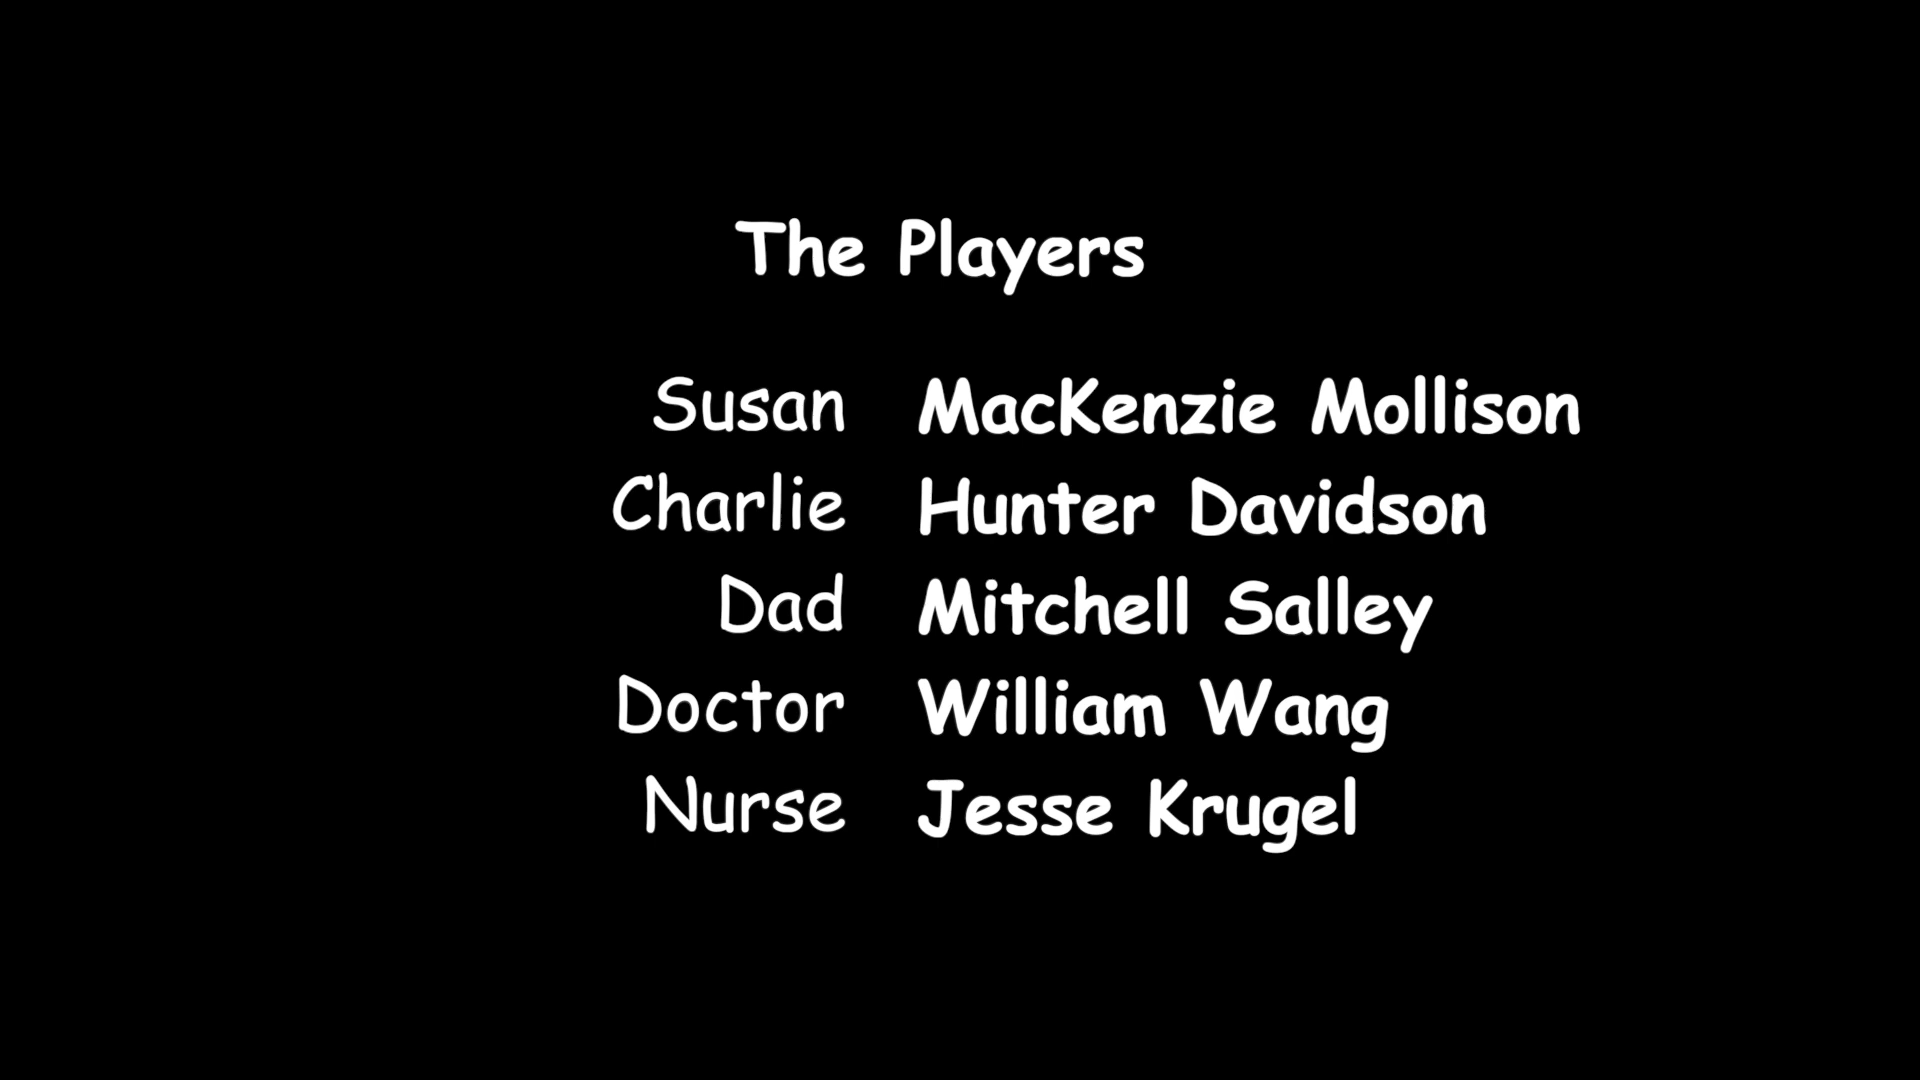 The Players
Susan MacKenzie Mollison
Charlie Hunter Davidson
Dad Mitchell Salley
Doctor William Wang
Nurse Jesse Krugel